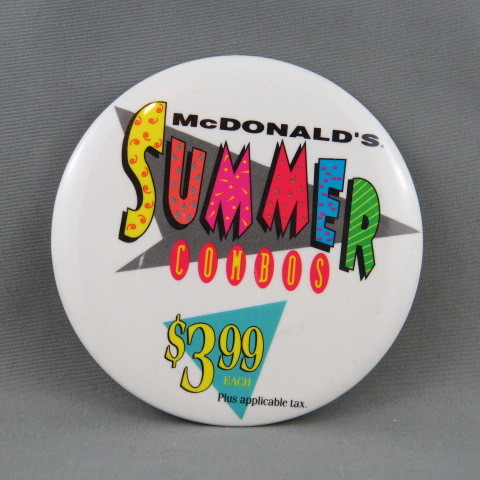 McDONALD'S®
SUMMER
COMBOS
$3.99
EACH
Plus applicable tax.